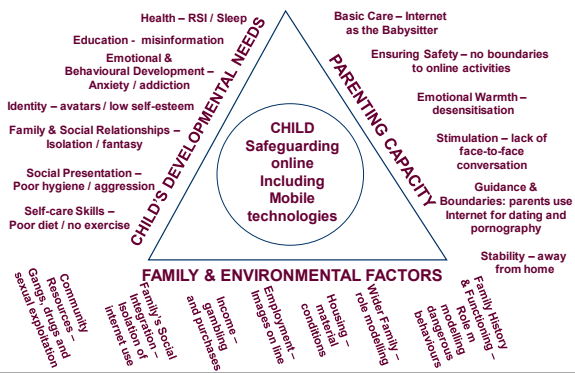 Health – RSI / Sleep
Education -  misinformation
Emotional &
Behavioural Development –
Anxiety / addiction
Identity – avatars / low self-esteem
Family & Social Relationships –
Isolation / fantasy
Social Presentation –
Poor hygiene / aggression
Self-care Skills –
Poor diet / no exercise
CHILD'S DEVELOPMENTAL NEEDS
CHILD
Safeguarding
online
Including
Mobile
technologies
PARENTING CAPACITY
Basic Care – Internet
as the Babysitter
Ensuring Safety – no boundaries
to online activities
Emotional Warmth –
desensitisation
Stimulation – lack of
face-to-face
conversation
Guidance &
Boundaries: parents use
Internet for dating and
pornography
Stability – away
from home
FAMILY & ENVIRONMENTAL FACTORS
Community
Resources –
Gangs, drugs and
sexual exploitation
Family's Social
Integration –
Isolation of
internet use
Income –
gambling
and Purchases
Employment –
Images on line
Housing –
material
conditions
Wider Family –
role modelling
Family History
& Functioning –
Role m
modelling
dangerous
behaviours